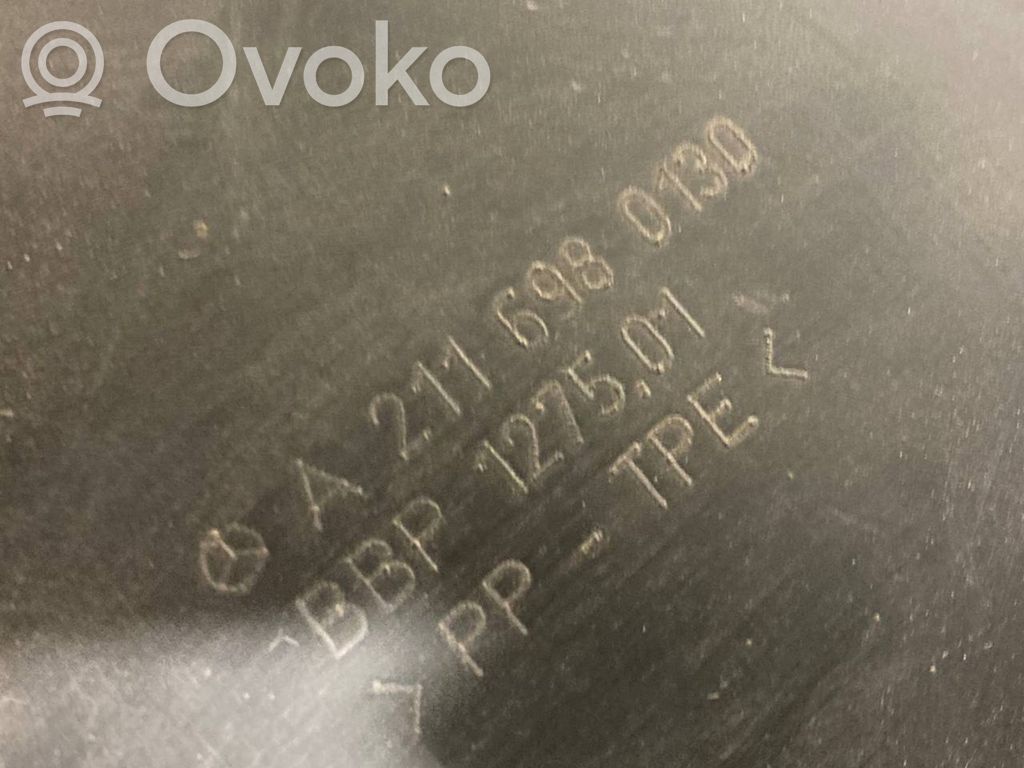 Ovoko
A 211 698 0130
BBP 1275.01
>PP - TPE<